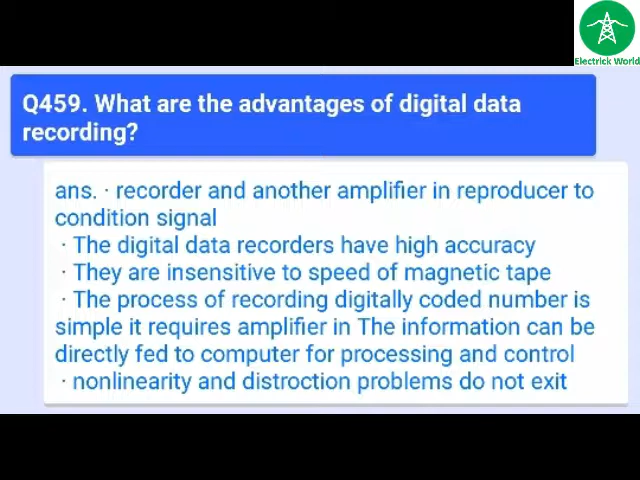 Electrick World
Q459. What are the advantages of digital data
recording?
ans. · recorder and another amplifier in reproducer to
condition signal
· The digital data recorders have high accuracy
· They are insensitive to speed of magnetic tape
· The process of recording digitally coded number is
simple it requires amplifier in The information can be
directly fed to computer for processing and control
· nonlinearity and distroction problems do not exit